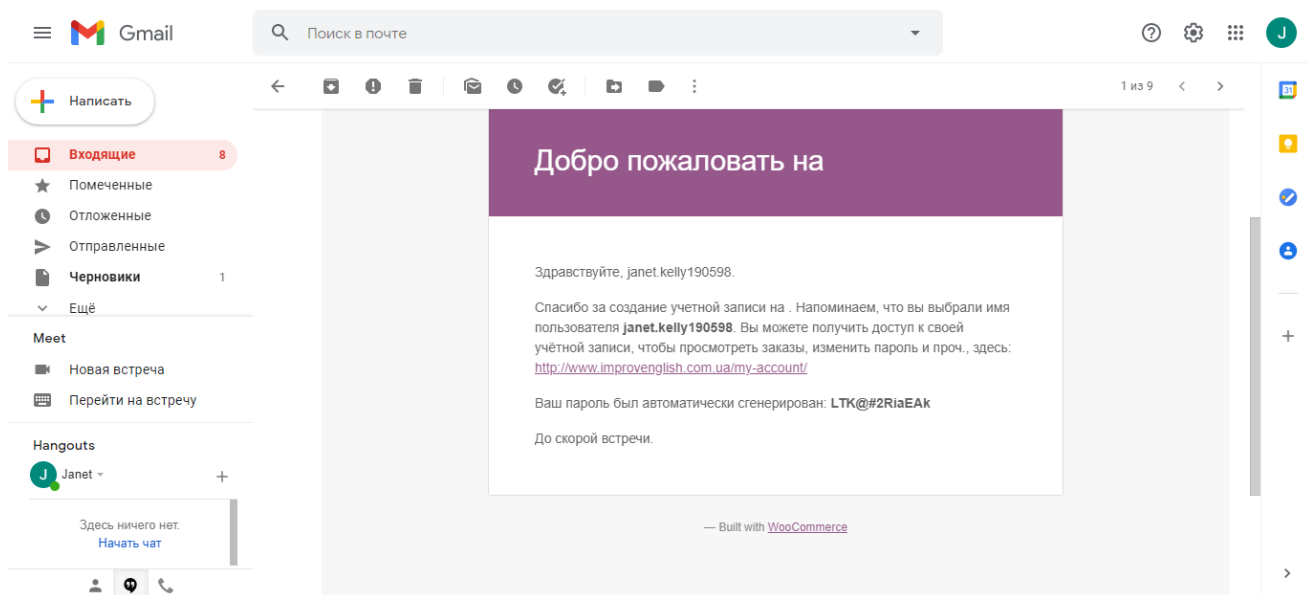 Gmail
Поиск в почте
J
Написать
1 из 9
31
Входящие 8
Помеченные
Отложенные
Отправленные
Черновики 1
Ещё
Meet
Новая встреча
Перейти на встречу
Hangouts
J Janet
Здесь ничего нет.
Начать чат
Добро пожаловать на
Здравствуйте, janet.kelly190598.
Спасибо за создание учетной записи на . Напоминаем, что вы выбрали имя
пользователя janet.kelly190598. Вы можете получить доступ к своей
учётной записи, чтобы просмотреть заказы, изменить пароль и проч., здесь:
http://www.improvenglish.com.ua/my-account/
Ваш пароль был автоматически сгенерирован: LTK@#2RiaEAk
До скорой встречи.
— Built with WooCommerce